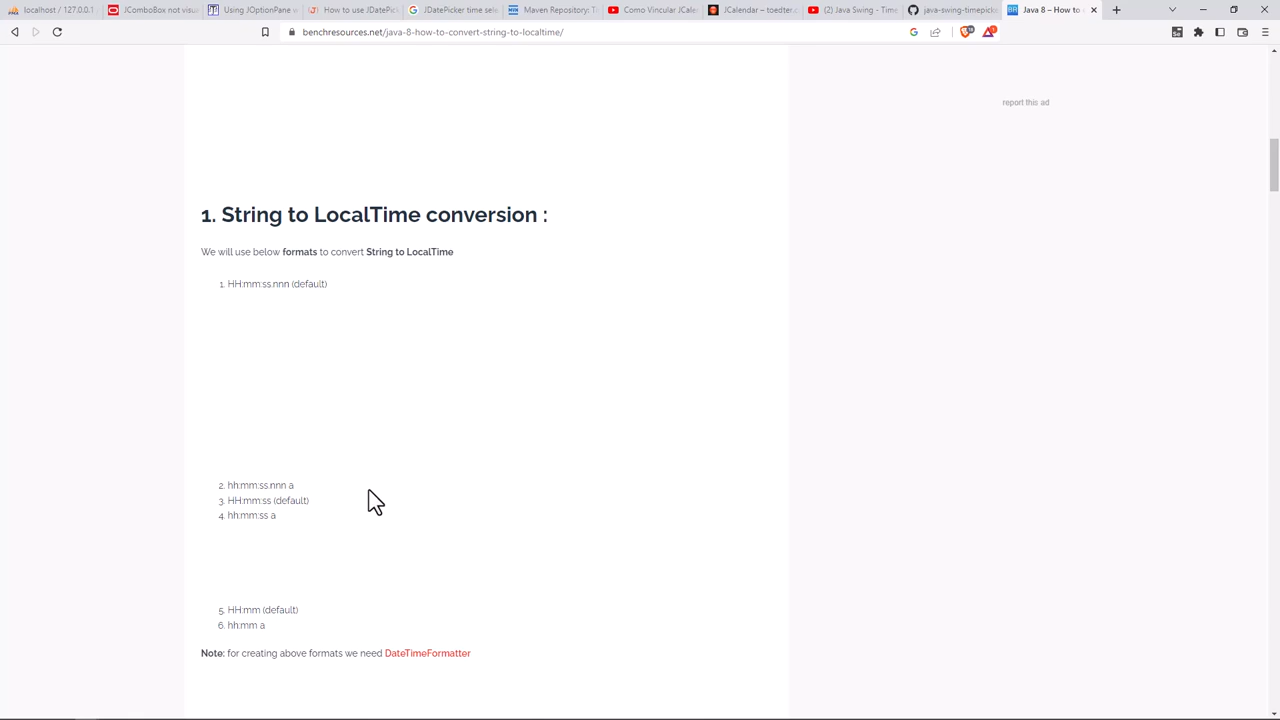 localhost / 127.0.0.1
JComboBox not visu
Using JOptionPane w
How to use JDatePic
JDatePicker time sele
Maven Repository: Ti
Como Vincular JCale
JCalendar – toedter.c
(2) Java Swing - Time
java-swing-timepick
Java 8 – How to c
benchresources.net/java-8-how-to-convert-string-to-localtime/
report this ad
1. String to LocalTime conversion :
We will use below formats to convert String to LocalTime
1. HH:mm:ss.nnn (default)
2. hh:mm:ss.nnn a
3. HH:mm:ss (default)
4. hh:mm:ss a
5. HH:mm (default)
6. hh:mm a
Note: for creating above formats we need DateTimeFormatter